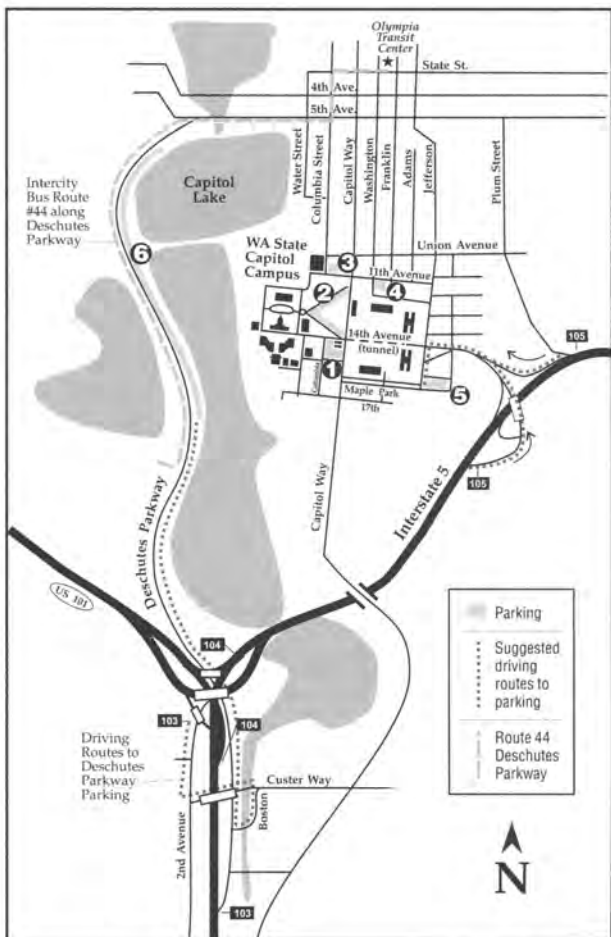 Olympia
Transit
Center
State St.
4th Ave.
5th Ave.
Water Street
Columbia Street
Capitol Way
Washington
Franklin
Adams
Jefferson
Plum Street
Capitol
Lake
Intercity
Bus Route
#44 along
Deschutes
Parkway
6
WA State
Capitol
Campus
Union Avenue
3
11th Avenue
2
4
14th Avenue
(tunnel)
105
1
Columbia
Maple Park
5
17th
105
Deschutes Parkway
Capitol Way
Interstate 5
US 101
104
103
104
Driving
Routes to
Deschutes
Parkway
Parking
Custer Way
Boston
2nd Avenue
103
Parking
Suggested
driving
routes to
parking
Route 44
Deschutes
Parkway
N